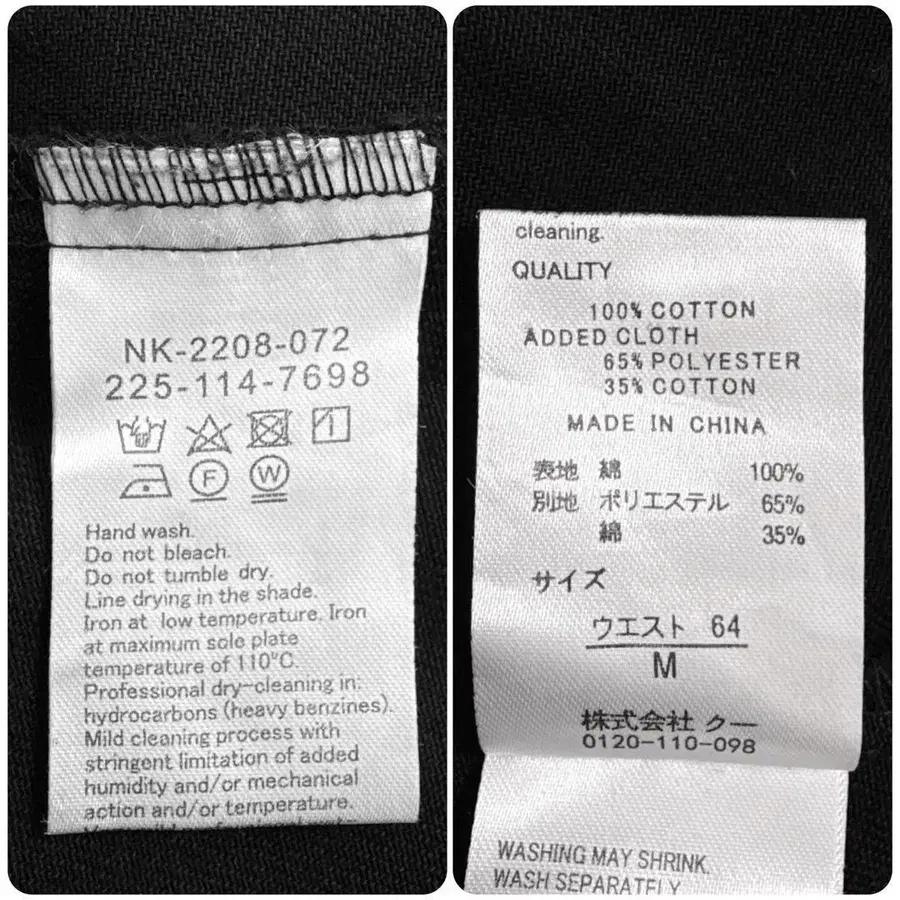 NK-2208-072
225-114-7698
F W
Hand wash.
Do not bleach.
Do not tumble dry.
Line drying in the shade.
Iron at low temperature. Iron
at maximum sole plate
temperature of 110℃.
Professional dry-cleaning in:
hydrocarbons (heavy benzines).
Mild cleaning process with
stringent limitation of added
humidity and/or mechanical
action and/or temperature.
cleaning.
QUALITY
100% COTTON
ADDED CLOTH
65% POLYESTER
35% COTTON
MADE IN CHINA
表地 綿 100%
別地 ポリエステル 65%
綿 35%
サイズ
ウエスト 64
M
株式会社 クー
0120-110-098
WASHING MAY SHRINK.
WASH SEPARATELY